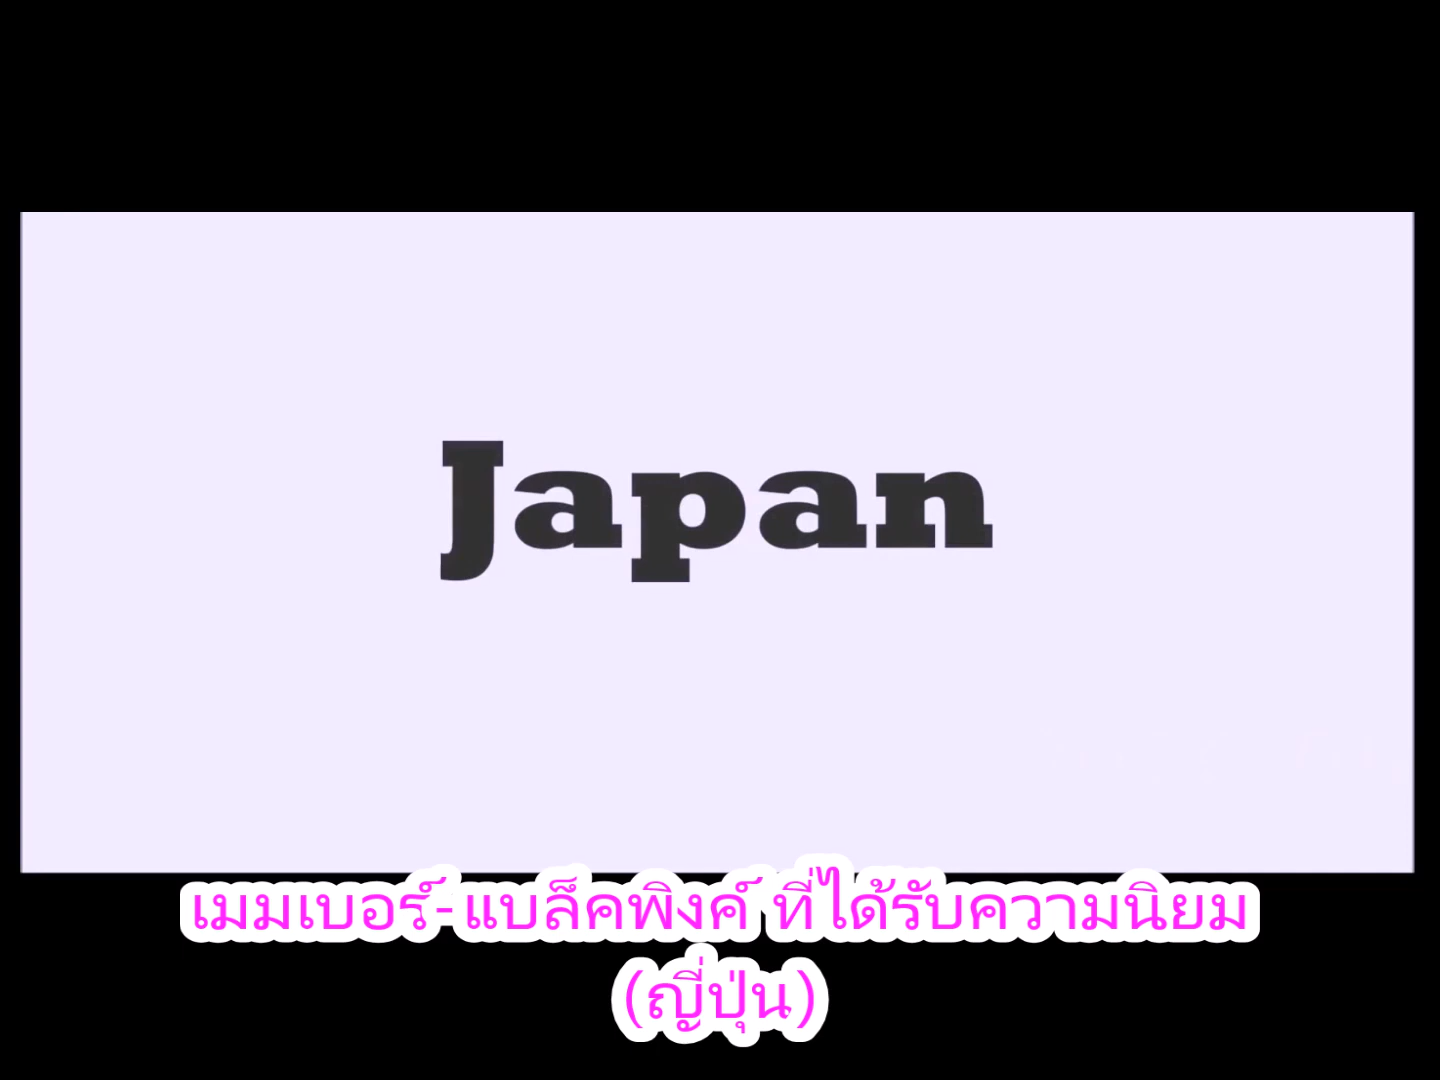 Japan
เมมเบอร์-แบล็คพิงค์ ที่ได้รับความนิยม
(ญี่ปุ่น)